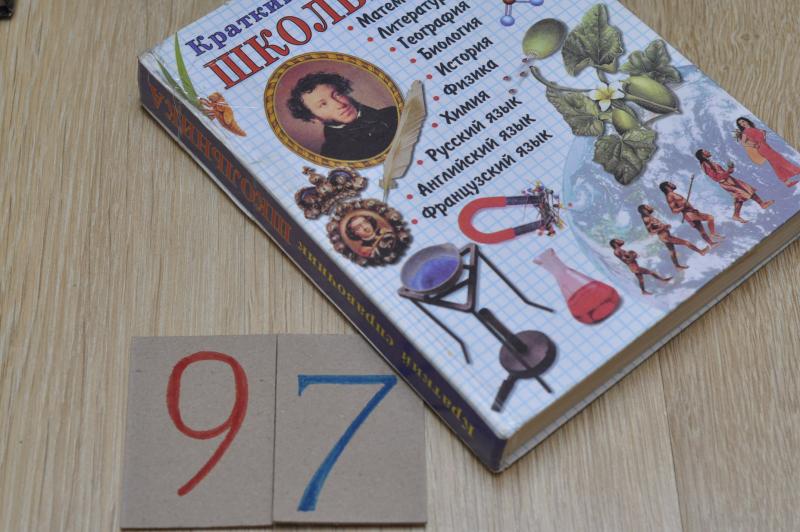 Краткий
ШКОЛЬ
• Матем
• Литература
• География
• Биология
• История
• Физика
• Химия
• Русский язык
• Английский язык
• Французский язык
Краткий справочник ШКОЛЬНИКА
97